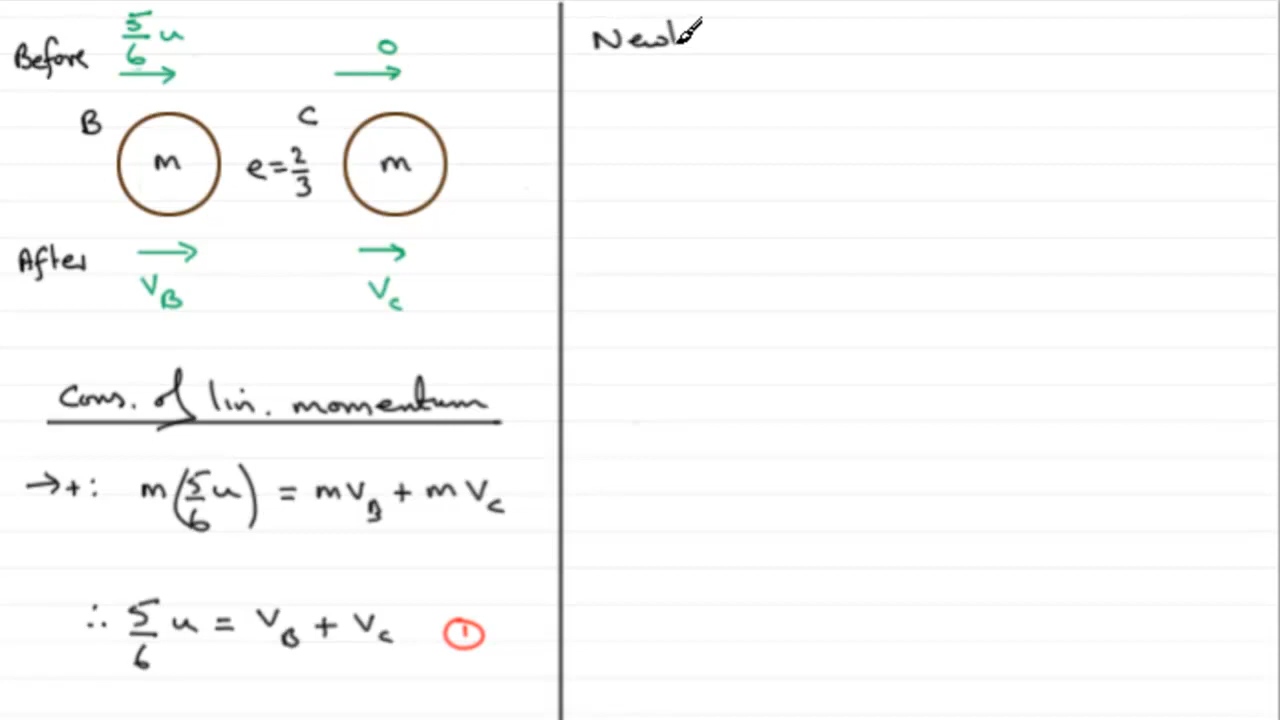 5/6 u
Before
0
B
C
m
e = 2/3
m
After
V_B
V_C
Cons. of lin. momentum
→+: m(5/6 u) = mV_B + mV_C
∴ 5/6 u = V_B + V_C ①
Newt